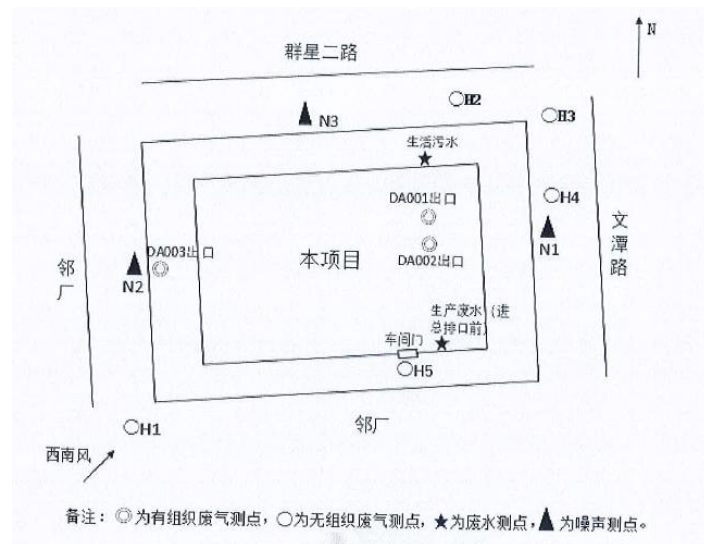 N
群星二路
H2
H3
N3
生活污水
DA001出口
H4
文潭路
DA003出口
邻厂
本项目
DA002出口
N1
N2
生产废水（进
总排口前）
车间门
H5
H1
邻厂
西南风
备注：◎为有组织废气测点，○为无组织废气测点，★为废水测点，▲为噪声测点。